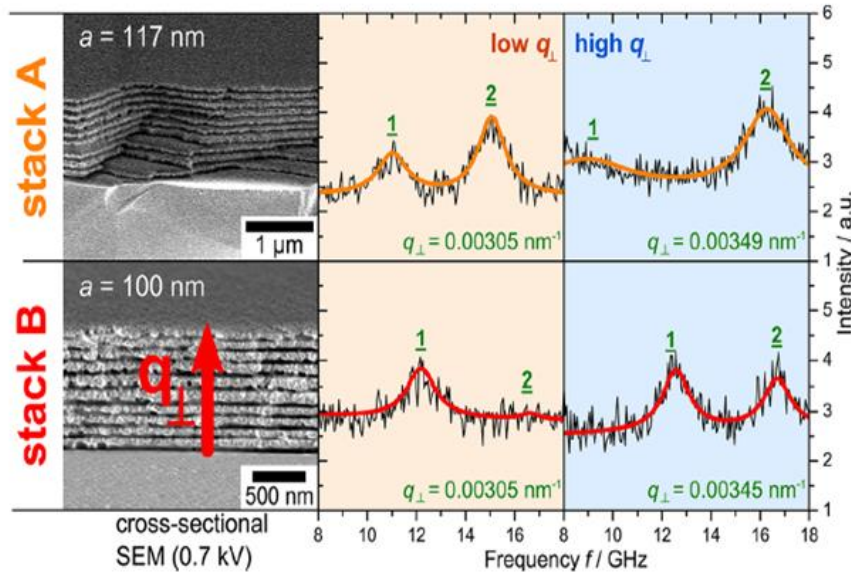 stack A
a = 117 nm
1 μm
low q⊥
1
2
q⊥ = 0.00305 nm⁻¹
high q⊥
1
2
q⊥ = 0.00349 nm⁻¹
6
5
4
3
2
1
Intensity / a.u.
stack B
a = 100 nm
q⊥
500 nm
1
2
q⊥ = 0.00305 nm⁻¹
1
2
q⊥ = 0.00345 nm⁻¹
4
3
2
1
cross-sectional
SEM (0.7 kV)
8 10 12 14 16 8 10 12 14 16 18
Frequency f / GHz